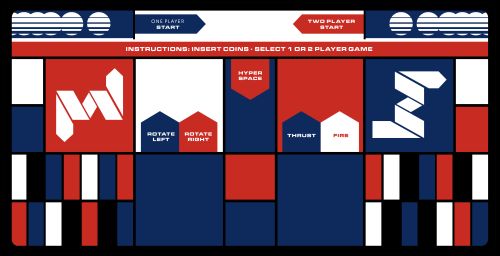 ONE PLAYER
START
TWO PLAYER
START
INSTRUCTIONS: INSERT COINS - SELECT 1 OR 2 PLAYER GAME
HYPER
SPACE
ROTATE
LEFT
ROTATE
RIGHT
THRUST
FIRE